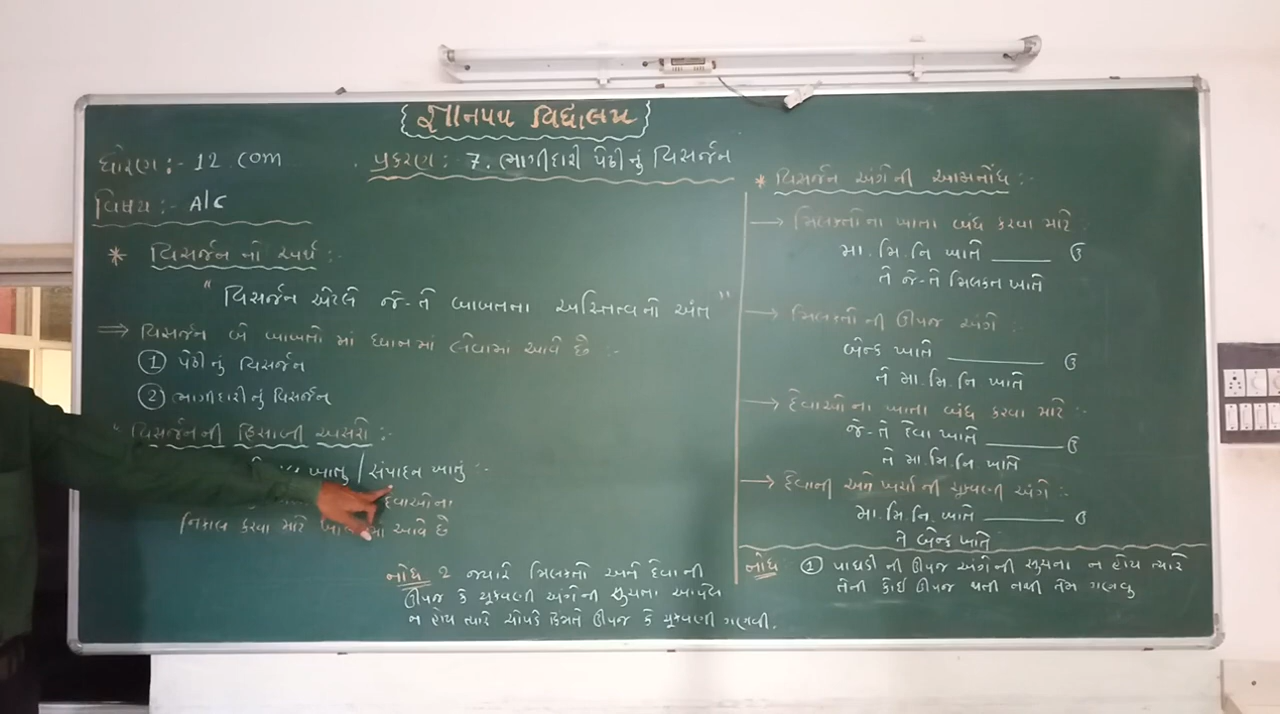 જ્ઞાનપથ વિદ્યાલય
ધોરણ :- 12 com
પ્રકરણ :- 7. ભાગીદારી પેઢીનું વિસર્જન
વિષય :- A/C
* વિસર્જન નો અર્થ :-
" વિસર્જન એટલે જે-તે બાબતના અસ્તિત્વનો અંત "
⇒ વિસર્જન બે બાબતો માં ધ્યાનમાં લેવામાં આવે છે :-
① પેઢીનું વિસર્જન
② ભાગીદારીનું વિસર્જન
* વિસર્જનની હિસાબી અસરો :-
ખાતુ / સંપાદન ખાતું :-
દેવાઓના
નિકાલ કરવા માટે આવે છે
નોંધ 2 જ્યારે મિલકતો અને દેવાની
ઊપજ કે ચૂકવણી અંગેની સુચના આપેલ
ન હોય ત્યારે ચોપડે કિંમતે ઊપજ કે ચૂકવણી ગણવી.
* વિસર્જન અંગેની આમનોંધ :-
→ મિલકતોના ખાતા બંધ કરવા માટે :-
મા.મિ.નિ ખાતે ______ ઉ
તે જે-તે મિલકત ખાતે
→ મિલકતોની ઊપજ અંગે :
બેન્ક ખાતે ______ ઉ
તે મા.મિ.નિ ખાતે
→ દેવાઓના ખાતા બંધ કરવા માટે :-
જે-તે દેવા ખાતે ______ ઉ
તે મા.મિ.નિ. ખાતે
→ દેવાની અને ખર્ચાની ચૂકવણી અંગે :-
મા.મિ.નિ. ખાતે ______ ઉ
તે બેન્ક ખાતે
નોંધ : ① પાઘડી ની ઊપજ અંગેની સુચના ન હોય ત્યારે
તેની કોઈ ઊપજ થતી નથી તેમ ગણવુ